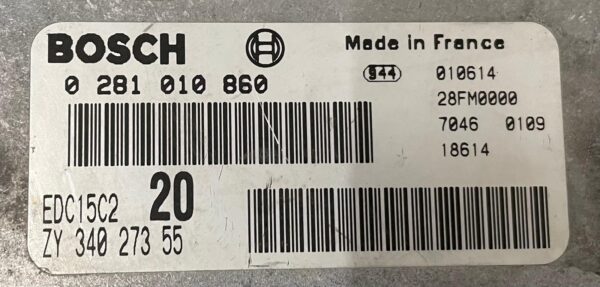 BOSCH
Made in France
0 281 010 860
944 010614
28FM0000
7046 0109
18614
EDC15C2 20
ZY 340 273 55